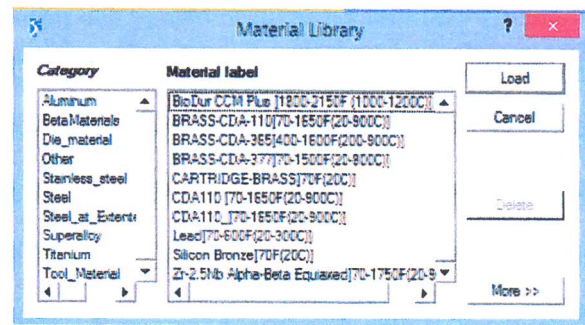 Material Library
?
Category
Aluminum
BetaMaterials
Die_material
Other
Stainless_steel
Steel
Steel_at_Extente
Superalloy
Titanium
Tool_Material
Material label
BioDur CCM Plus ]1800-2150F (1000-1200C)[
BRASS-CDA-110]70-1650F(20-900C)[
BRASS-CDA-365]400-1600F(200-900C)[
BRASS-CDA-377]70-1500F(20-800C)[
CARTRIDGE-BRASS]70F(20C)[
CDA110 [70-1650F(20-900C)]
CDA110_[70-1650F(20-900C)]
Lead[70-600F(20-300C)]
Silicon Bronze[70F(20C)]
Zr-2.5Nb Alpha-Beta Equiaxed]70-1750F(20-9
Load
Cancel
Delete
More >>